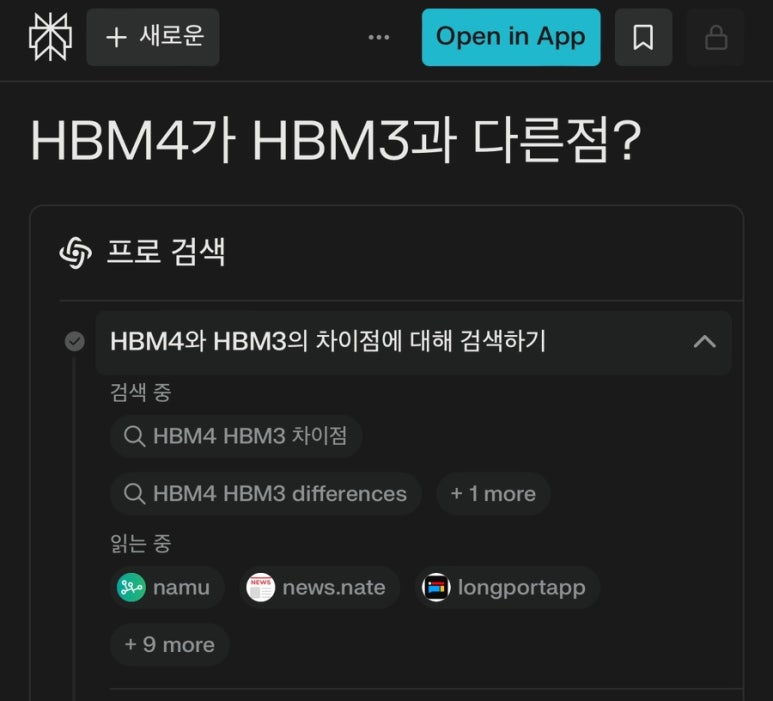 + 새로운 ... Open in App
HBM4가 HBM3과 다른점?
프로 검색
HBM4와 HBM3의 차이점에 대해 검색하기
검색 중
HBM4 HBM3 차이점
HBM4 HBM3 differences + 1 more
읽는 중
namu NEWS news.nate longportapp
+ 9 more